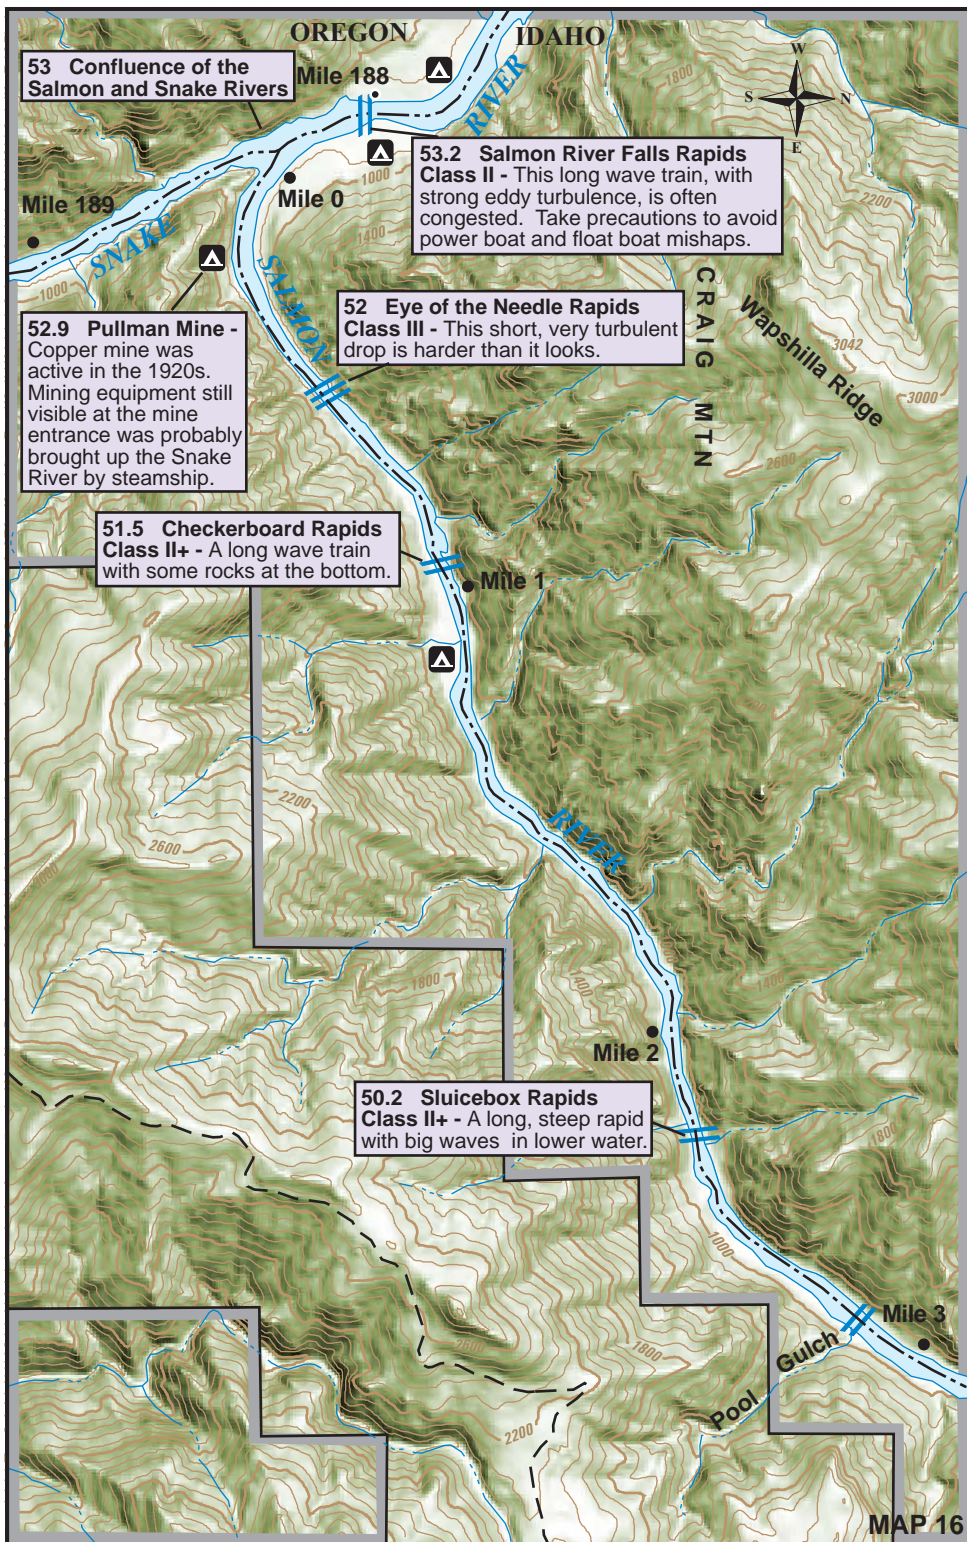 OREGON
IDAHO
53 Confluence of the
Salmon and Snake Rivers
Mile 188
RIVER
W
S
N
E
1800
53.2 Salmon River Falls Rapids
Class II - This long wave train, with
strong eddy turbulence, is often
congested. Take precautions to avoid
power boat and float boat mishaps.
1000
Mile 0
2200
Mile 189
1400
SNAKE
1000
SALMON
CRAIG MTN
Wapshilla Ridge
52 Eye of the Needle Rapids
Class III - This short, very turbulent
drop is harder than it looks.
52.9 Pullman Mine -
Copper mine was
active in the 1920s.
Mining equipment still
visible at the mine
entrance was probably
brought up the Snake
River by steamship.
3042
3000
2600
51.5 Checkerboard Rapids
Class II+ - A long wave train
with some rocks at the bottom.
Mile 1
2200
2600
RIVER
1800
1400
1400
Mile 2
50.2 Sluicebox Rapids
Class II+ - A long, steep rapid
with big waves in lower water.
1800
1000
Mile 3
Pool Gulch
2600
1800
2200
MAP 16